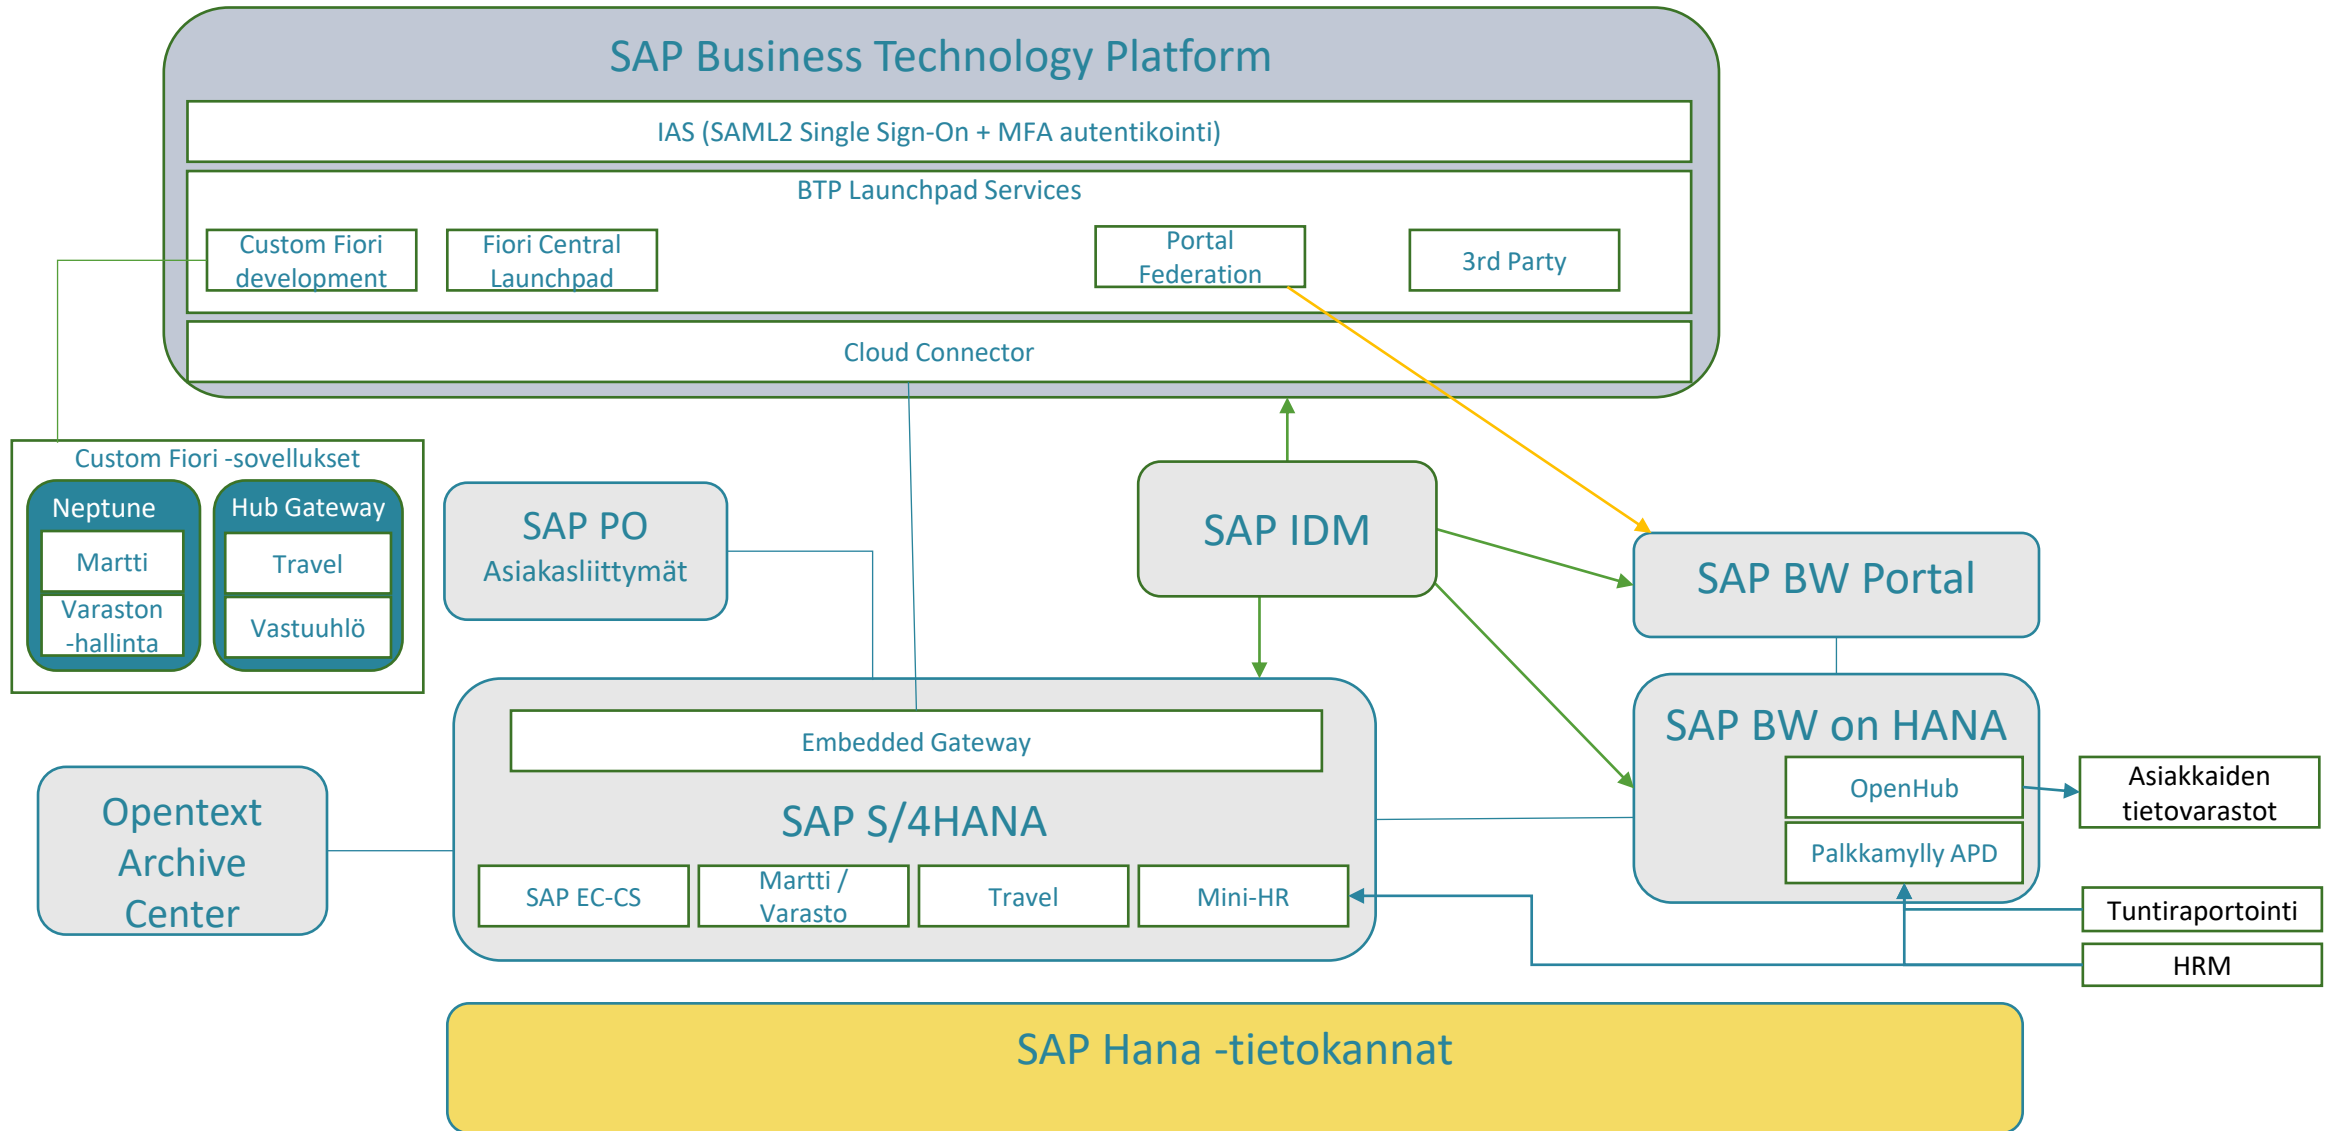 SAP Business Technology Platform
IAS (SAML2 Single Sign-On + MFA autentikointi)
BTP Launchpad Services
Custom Fiori
development
Fiori Central
Launchpad
Portal
Federation
3rd Party
Cloud Connector
Custom Fiori -sovellukset
Neptune
Martti
Varaston
-hallinta
Hub Gateway
Travel
Vastuuhlö
SAP PO
Asiakasliittymät
SAP IDM
SAP BW Portal
Embedded Gateway
SAP S/4HANA
SAP EC-CS
Martti /
Varasto
Travel
Mini-HR
SAP BW on HANA
OpenHub
Palkkamylly APD
Asiakkaiden
tietovarastot
Tuntiraportointi
HRM
Opentext
Archive
Center
SAP Hana -tietokannat